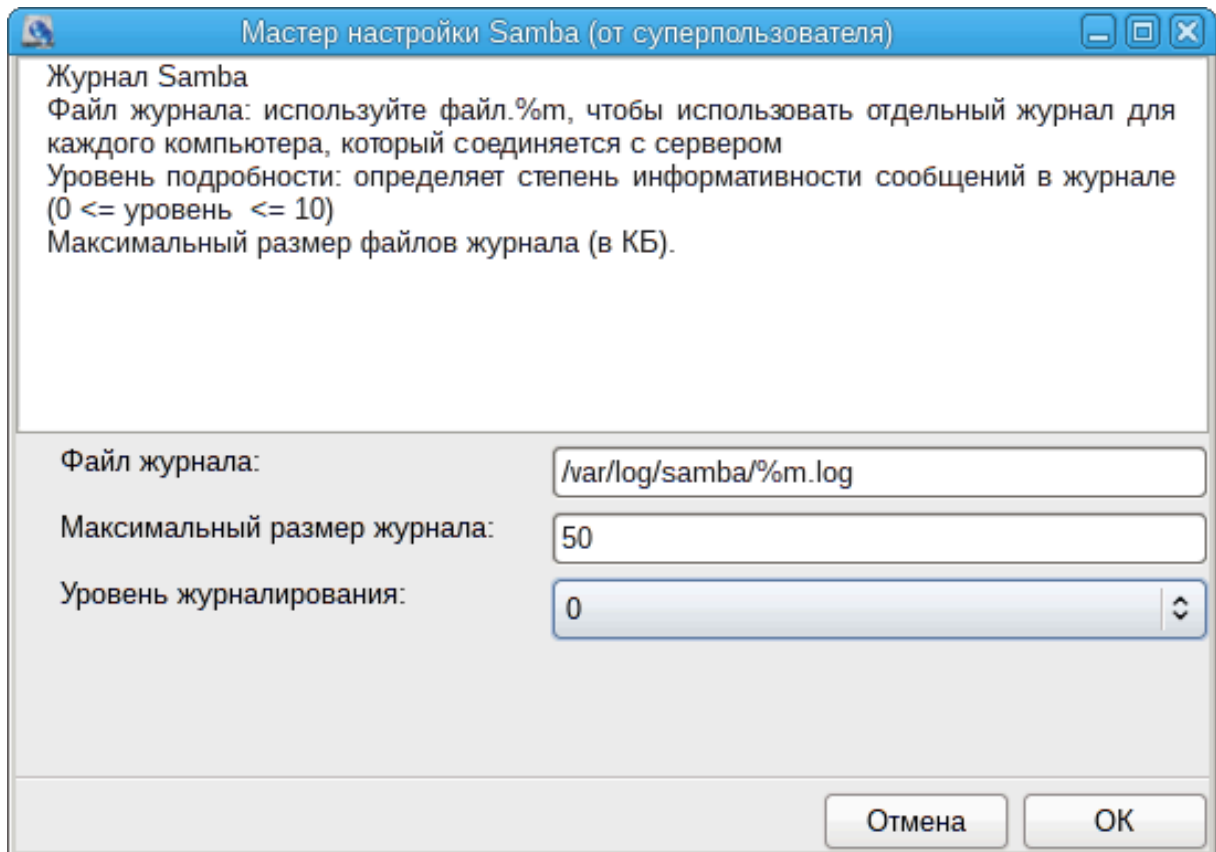 Мастер настройки Samba (от суперпользователя)
Журнал Samba
Файл журнала: используйте файл.%m, чтобы использовать отдельный журнал для
каждого компьютера, который соединяется с сервером
Уровень подробности: определяет степень информативности сообщений в журнале
(0 <= уровень  <= 10)
Максимальный размер файлов журнала (в КБ).
Файл журнала:
/var/log/samba/%m.log
Максимальный размер журнала:
50
Уровень журналирования:
0
Отмена
OK